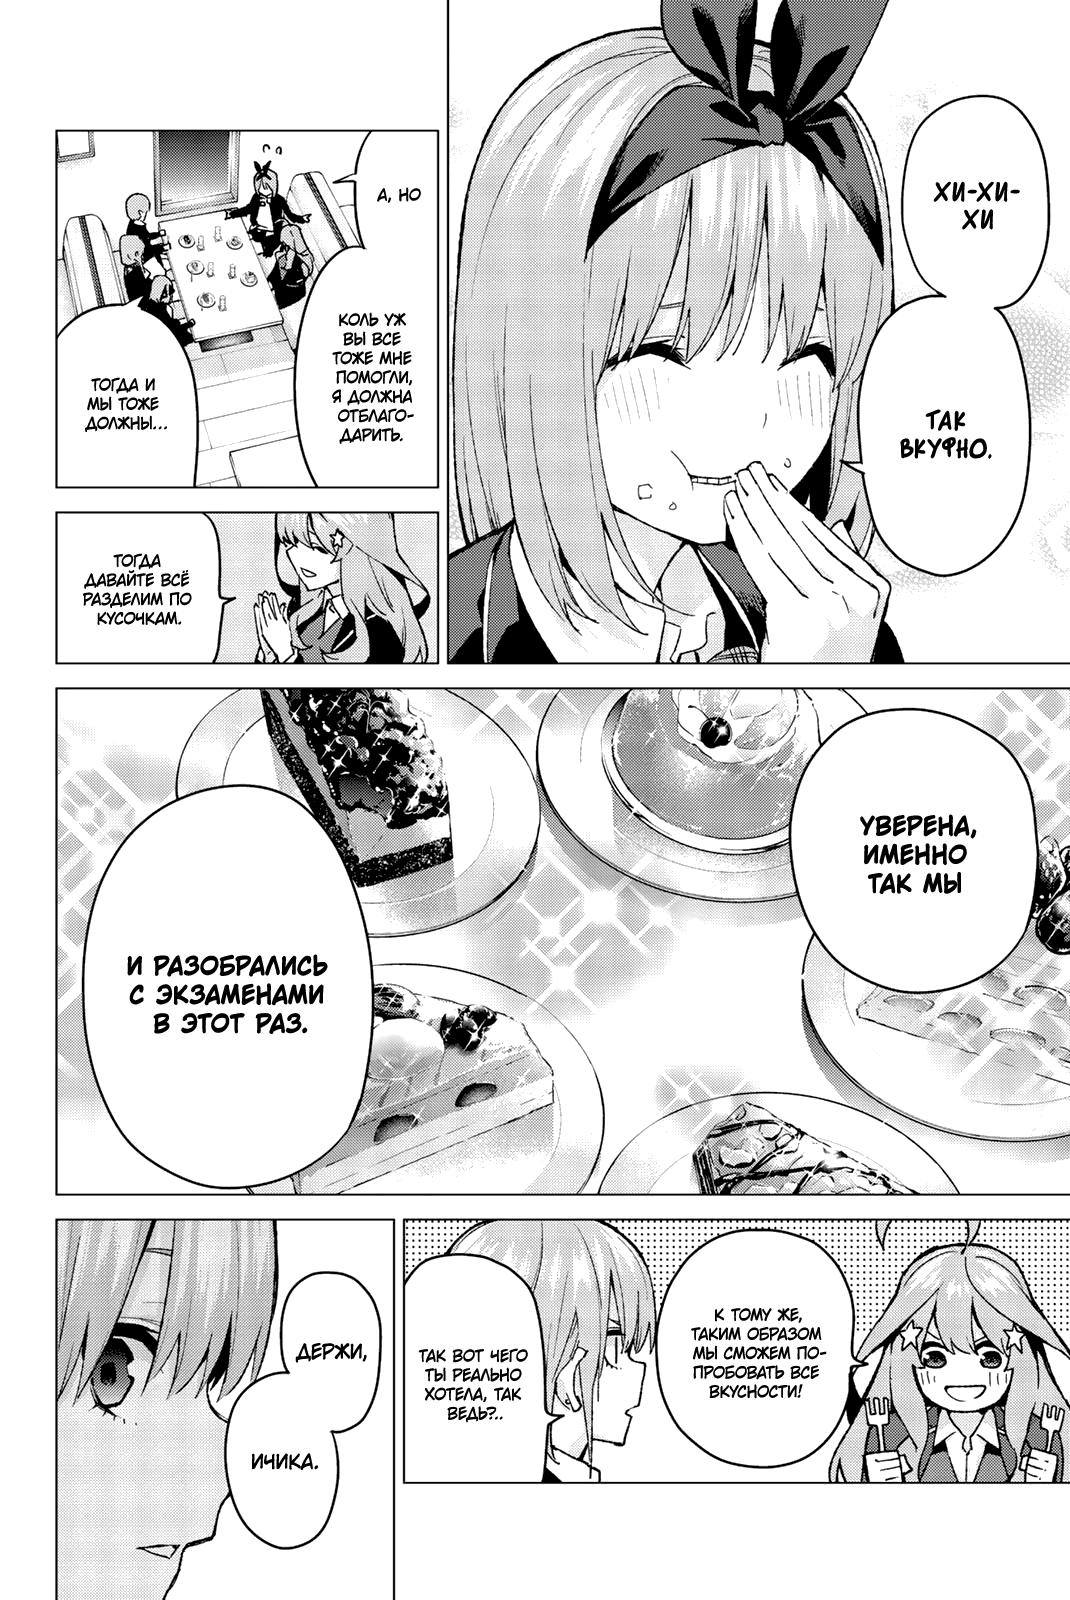 ХИ-ХИ-
ХИ
ТАК
ВКУФНО.
А, НО
КОЛЬ УЖ
ВЫ ВСЕ
ТОЖЕ МНЕ
ПОМОГЛИ,
Я ДОЛЖНА
ОТБЛАГО-
ДАРИТЬ.
ТОГДА И
МЫ ТОЖЕ
ДОЛЖНЫ...
ТОГДА
ДАВАЙТЕ ВСЁ
РАЗДЕЛИМ ПО
КУСОЧКАМ.
УВЕРЕНА,
ИМЕННО
ТАК МЫ
И РАЗОБРАЛИСЬ
С ЭКЗАМЕНАМИ
В ЭТОТ РАЗ.
К ТОМУ ЖЕ,
ТАКИМ ОБРАЗОМ
МЫ СМОЖЕМ ПО-
ПРОБОВАТЬ ВСЕ
ВКУСНОСТИ!
ТАК ВОТ ЧЕГО
ТЫ РЕАЛЬНО
ХОТЕЛА, ТАК
ВЕДЬ?..
ДЕРЖИ,
ИЧИКА.